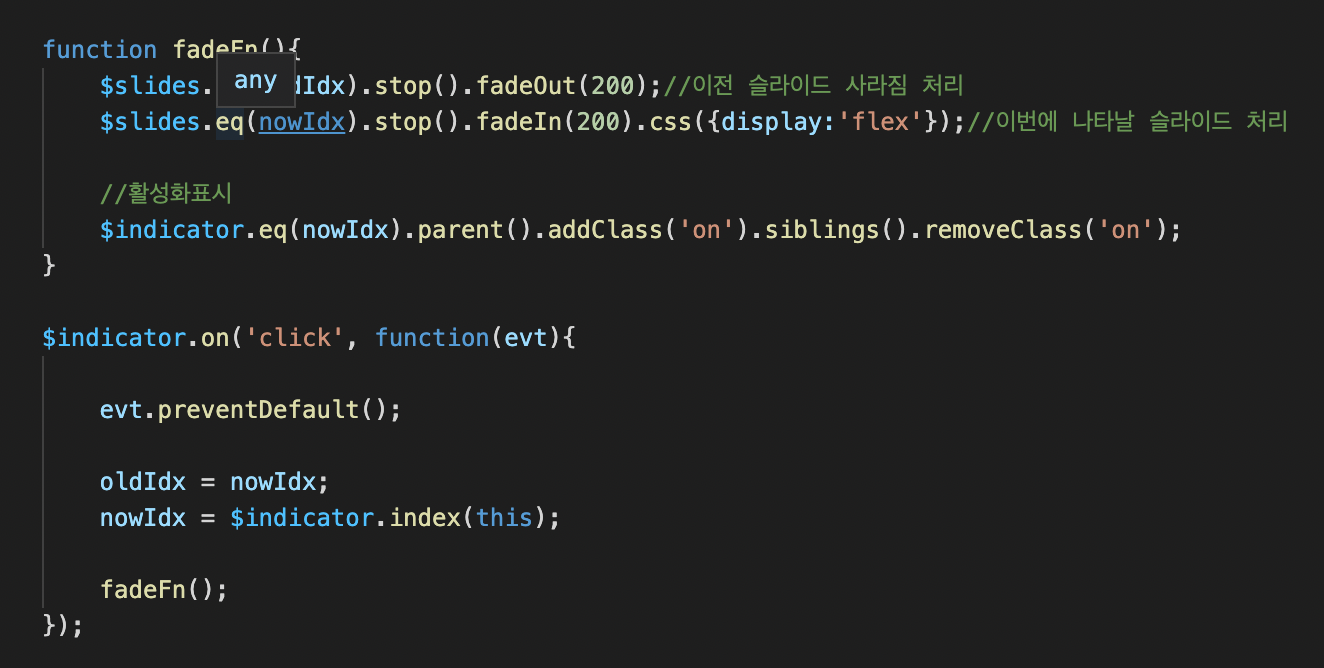 function fadeFn(){
$slides. any dIdx).stop().fadeOut(200);//이전 슬라이드 사라짐 처리
$slides.eq(nowIdx).stop().fadeIn(200).css({display:'flex'});//이번에 나타날 슬라이드 처리
//활성화표시
$indicator.eq(nowIdx).parent().addClass('on').siblings().removeClass('on');
}
$indicator.on('click', function(evt){
evt.preventDefault();
oldIdx = nowIdx;
nowIdx = $indicator.index(this);
fadeFn();
});